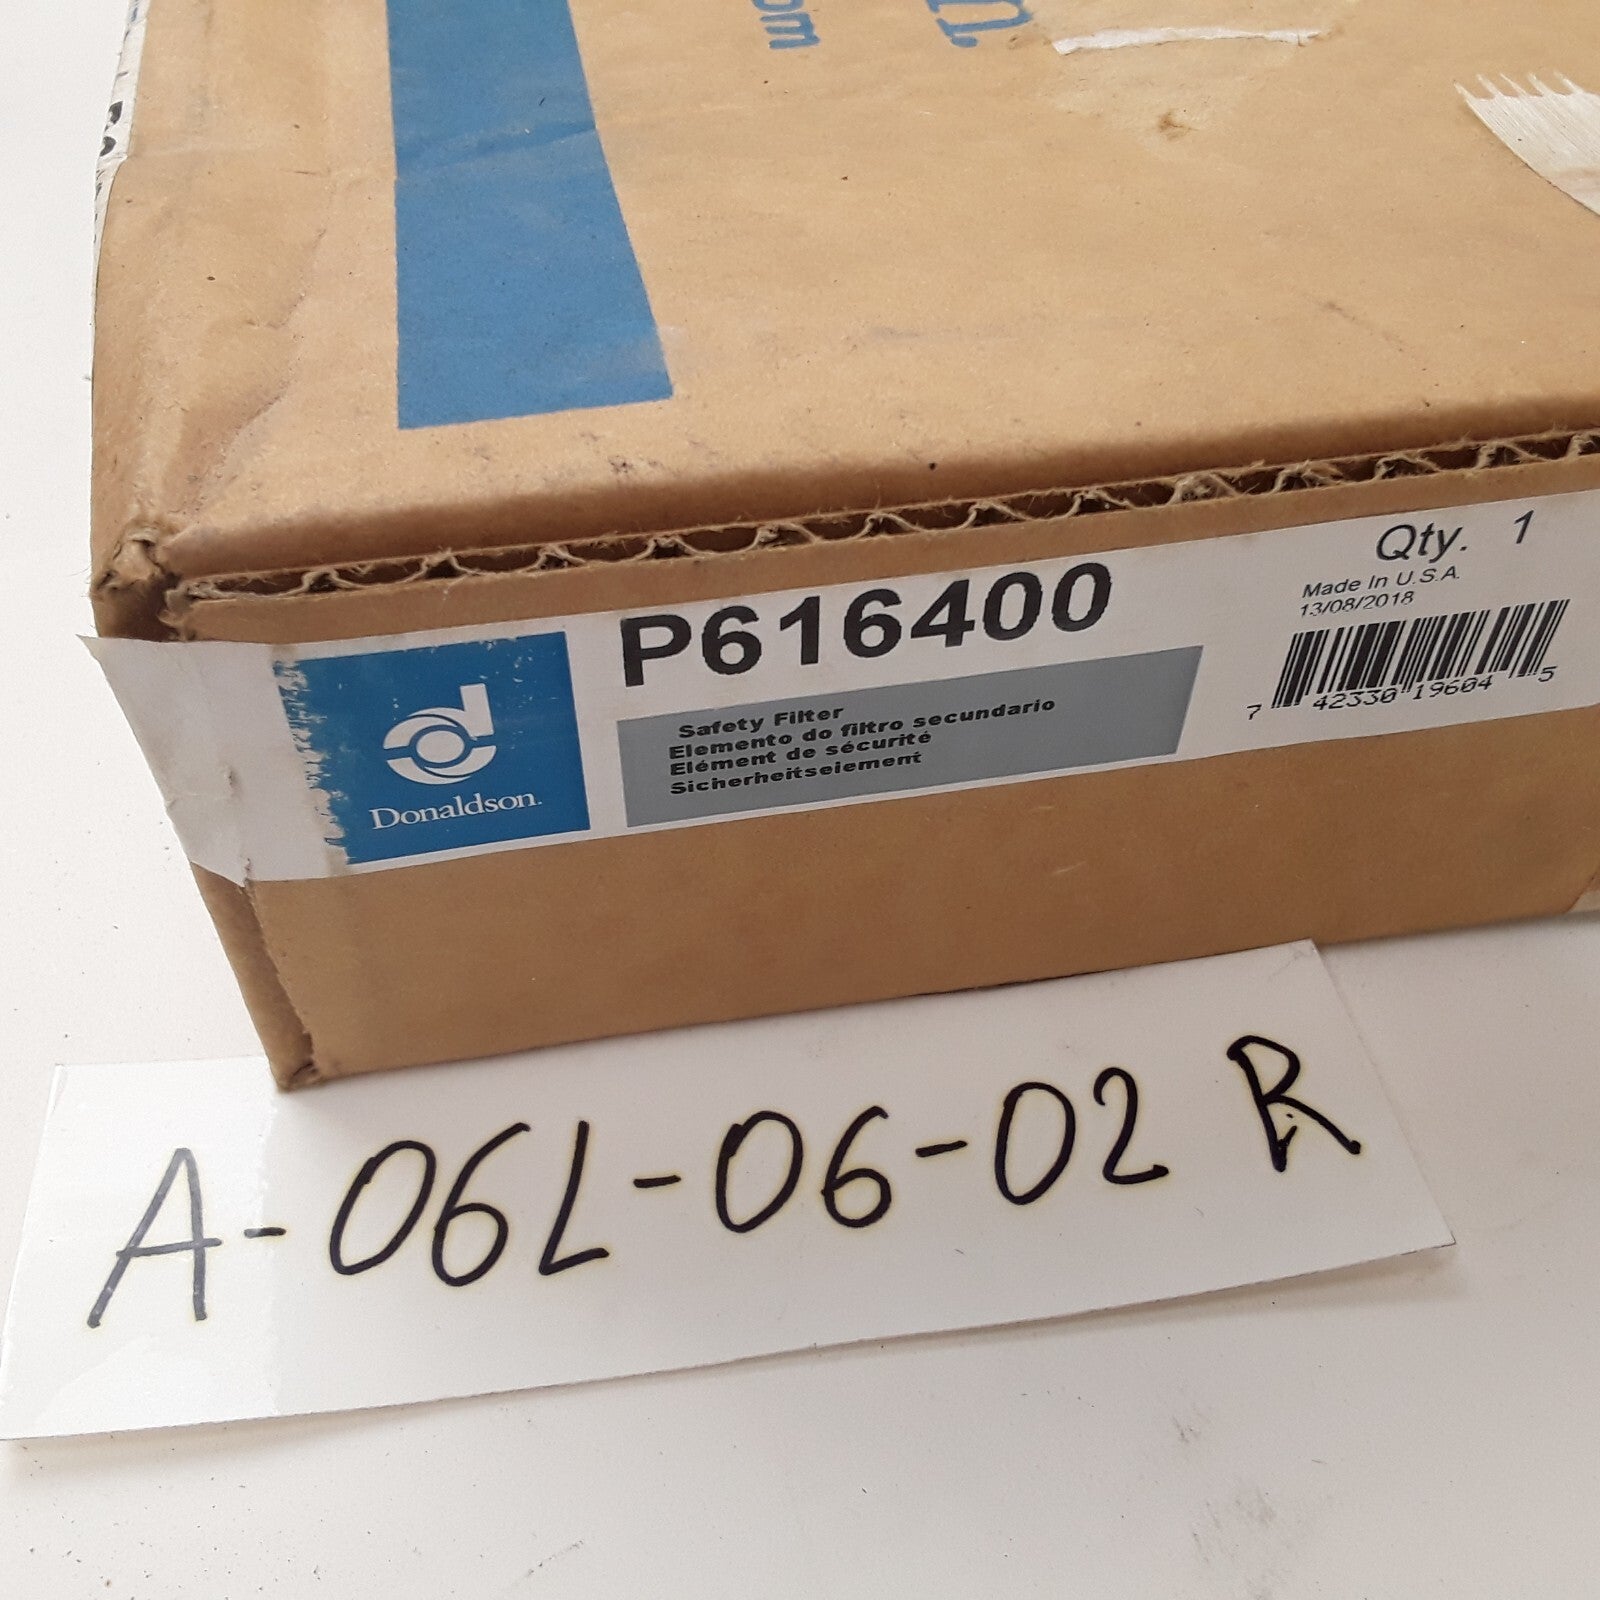 P616400
Qty. 1
Made In U.S.A.
13/08/2018
Safety Filter
Elemento do filtro secundario
Elément de sécurité
Sicherheitseiement
7 42330 19604 5
Donaldson.
A-06L-06-02 R